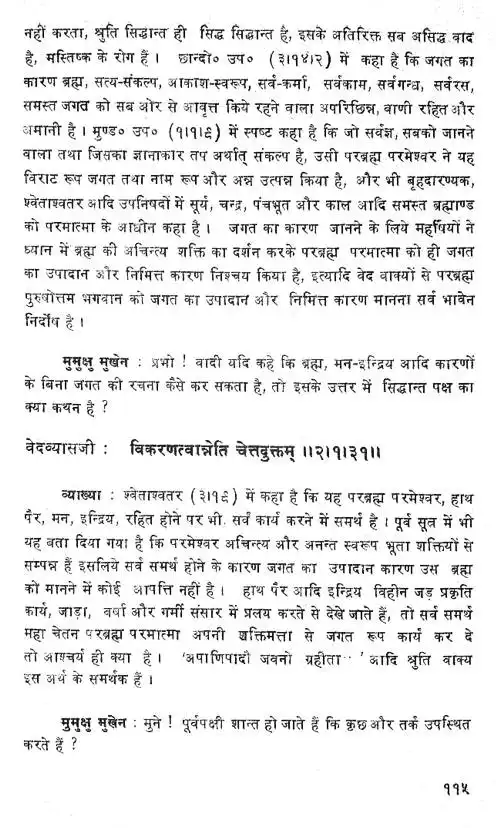 नहीं करता, श्रुति सिद्धान्त ही सिद्ध सिद्धान्त है, इसके अतिरिक्त सब असिद्ध वाद
है, मस्तिष्क के रोग हैं । छान्दो० उप० (३।१४।२) में कहा है कि जगत का
कारण ब्रह्म, सत्य-संकल्प, आकाश-स्वरूप, सर्व-कर्मा, सर्वकाम, सर्वगन्ध, सर्वरस,
समस्त जगत को सब ओर से आवृत्त किये रहने वाला अपरिछिन्न, वाणी रहित और
अमानी है । मुण्ड० उप० (१।१।९) में स्पष्ट कहा है कि जो सर्वज्ञ, सबको जानने
वाला तथा जिसका ज्ञानाकार तप अर्थात् संकल्प है, उसी परब्रह्म परमेश्वर ने यह
विराट रूप जगत तथा नाम रूप और अन्न उत्पन्न किया है, और भी बृहदारण्यक,
श्वेताश्वतर आदि उपनिषदों में सूर्य, चन्द्र, पंचभूत और काल आदि समस्त ब्रह्माण्ड
को परमात्मा के आधीन कहा है । जगत का कारण जानने के लिये महर्षियों ने
ध्यान में ब्रह्म की अचिन्त्य शक्ति का दर्शन करके परब्रह्म परमात्मा को ही जगत
का उपादान और निमित्त कारण निश्चय किया है, इत्यादि वेद वाक्यों से परब्रह्म
पुरुषोत्तम भगवान को जगत का उपादान और निमित्त कारण मानना सर्व भावेन
निर्दोष है ।
मुमुक्षु मुखेन : प्रभो ! वादी यदि कहे कि ब्रह्म, मन-इन्द्रिय आदि कारणों
के बिना जगत की रचना कैसे कर सकता है, तो इसके उत्तर में सिद्धान्त पक्ष का
क्या कथन है ?
वेदव्यासजी : विकरणत्वान्नेति चेत्तदुक्तम् ॥२।१।३१॥
व्याख्या : श्वेताश्वतर (३।१९) में कहा है कि यह परब्रह्म परमेश्वर, हाथ
पैर, मन, इन्द्रिय, रहित होने पर भी सर्व कार्य करने में समर्थ है । पूर्व सूत्र में भी
यह बता दिया गया है कि परमेश्वर अचिन्त्य और अनन्त स्वरूप भूता शक्तियों से
सम्पन्न हैं इसलिये सर्व समर्थ होने के कारण जगत का उपादान कारण उस ब्रह्म
को मानने में कोई आपत्ति नहीं है । हाथ पैर आदि इन्द्रिय विहीन जड़ प्रकृति
कार्य, जाड़ा, वर्षा और गर्मी संसार में प्रलय करते से देखे जाते हैं, तो सर्व समर्थ
महा चेतन परब्रह्म परमात्मा अपनी शक्तिमत्ता से जगत रूप कार्य कर दे
तो आश्चर्य ही क्या है । 'अपाणिपादौ जवनो ग्रहीता..' आदि श्रुति वाक्य
इस अर्थ के समर्थक हैं ।
मुमुक्षु मुखेन : मुने ! पूर्वपक्षी शान्त हो जाते हैं कि कुछ और तर्क उपस्थित
करते हैं ?
११५